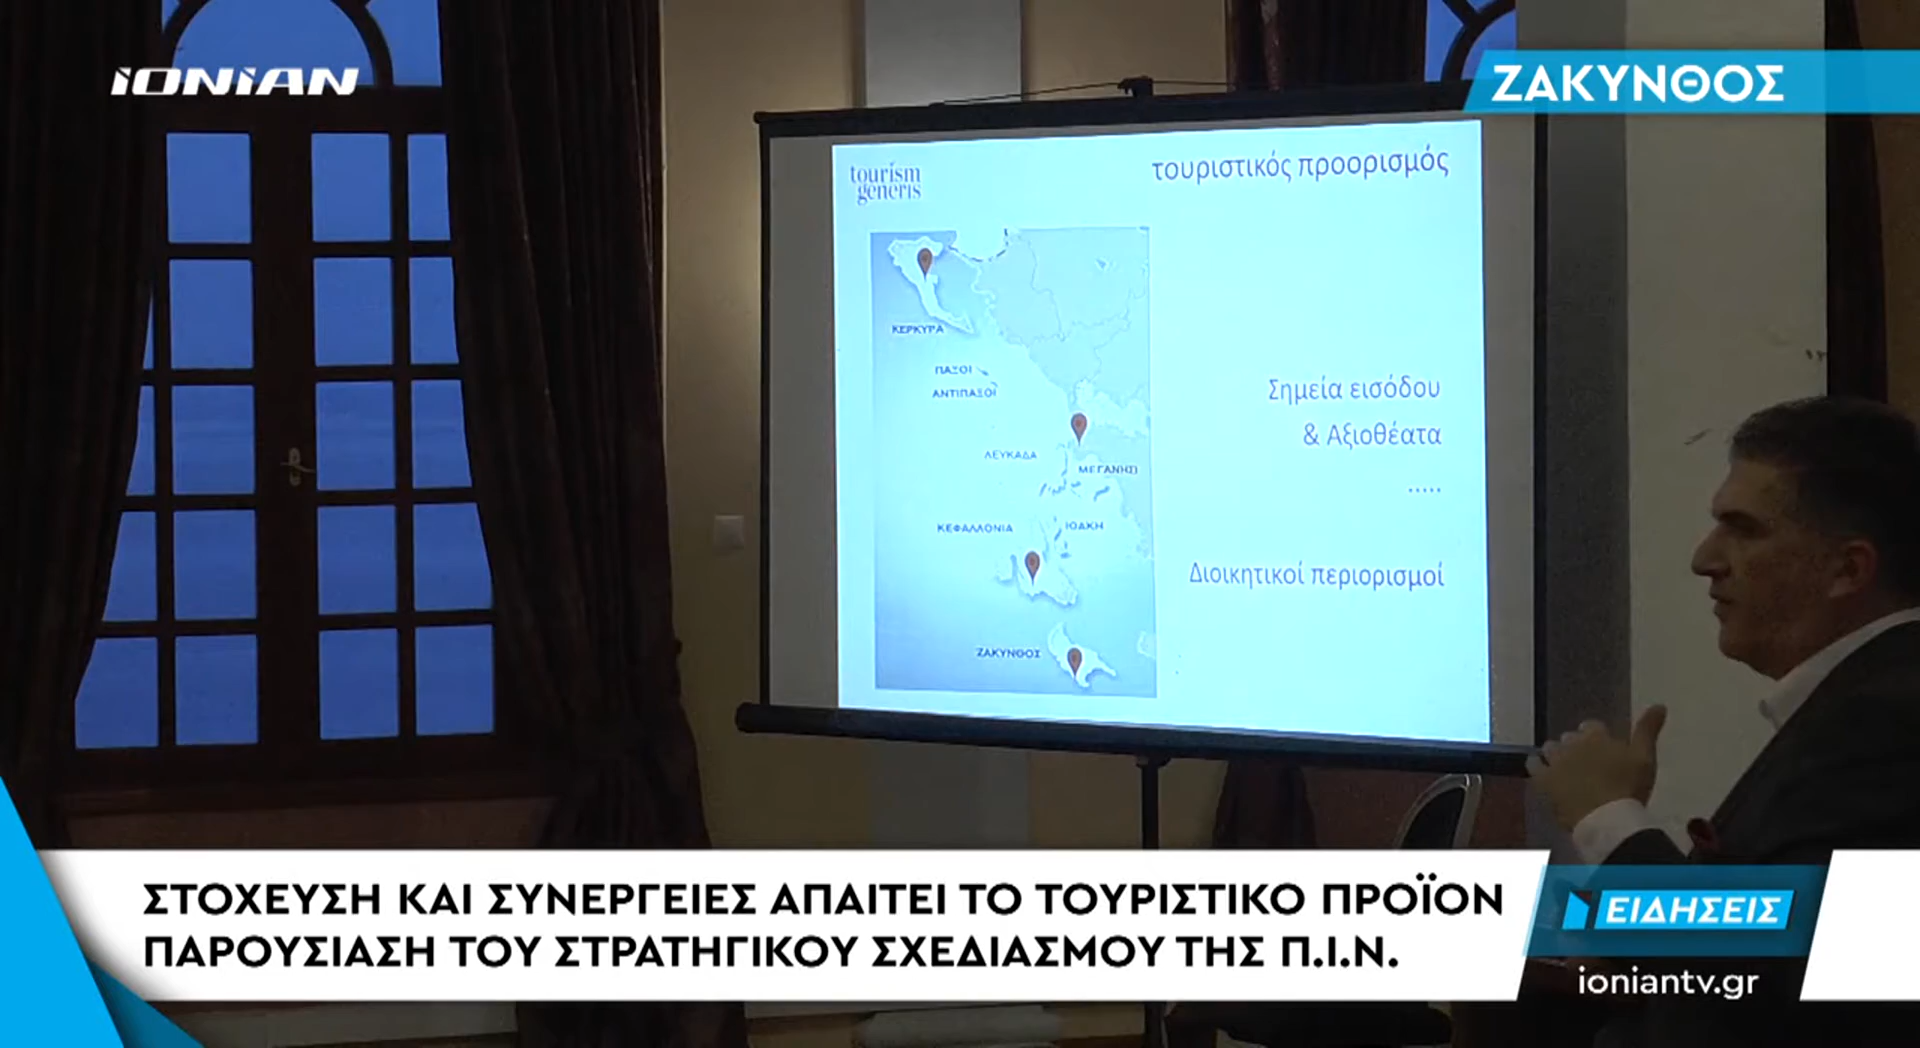 IONIAN
ΖΑΚΥΝΘΟΣ
tourism
generis
τουριστικός προορισμός
ΚΕΡΚΥΡΑ
ΠΑΞΟΙ
ΑΝΤΙΠΑΞΟΙ
ΛΕΥΚΑΔΑ
ΜΕΓΑΝΗΣΙ
ΚΕΦΑΛΛΟΝΙΑ
ΙΘΑΚΗ
ΖΑΚΥΝΘΟΣ
Σημεία εισόδου
& Αξιοθέατα
.....
Διοικητικοί περιορισμοί
ΣΤΟΧΕΥΣΗ ΚΑΙ ΣΥΝΕΡΓΕΙΕΣ ΑΠΑΙΤΕΙ ΤΟ ΤΟΥΡΙΣΤΙΚΟ ΠΡΟΪΟΝ
ΠΑΡΟΥΣΙΑΣΗ ΤΟΥ ΣΤΡΑΤΗΓΙΚΟΥ ΣΧΕΔΙΑΣΜΟΥ ΤΗΣ Π.Ι.Ν.
ΕΙΔΗΣΕΙΣ
ioniantv.gr